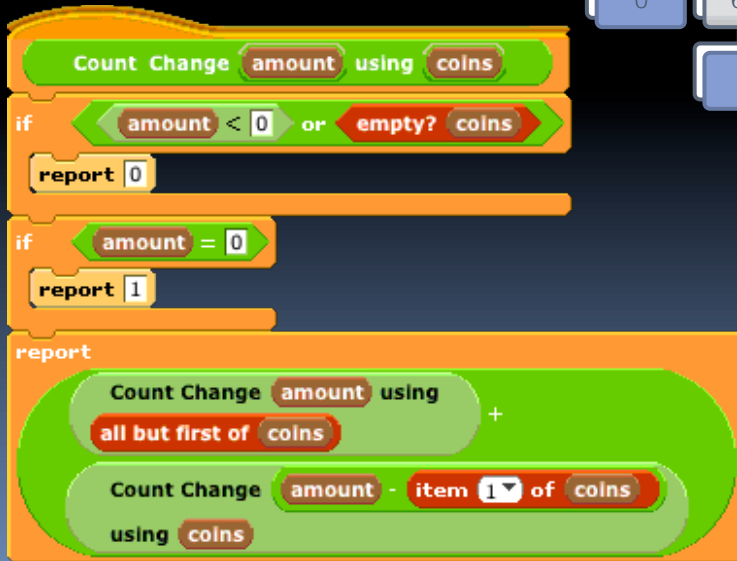 Count Change amount using coins
if amount < 0 or empty? coins
report 0
if amount = 0
report 1
report
Count Change amount using
all but first of coins
+
Count Change amount - item 1 of coins
using coins